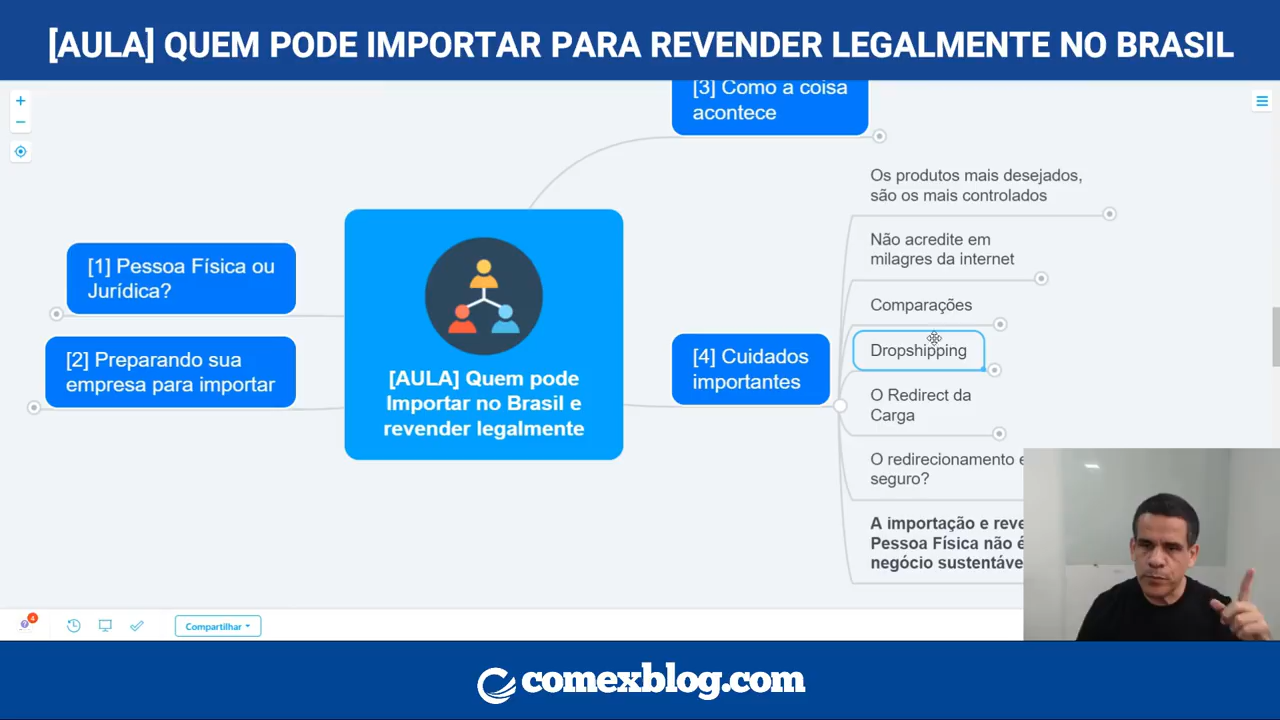 [AULA] QUEM PODE IMPORTAR PARA REVENDER LEGALMENTE NO BRASIL
[3] Como a coisa
acontece
[1] Pessoa Física ou
Jurídica?
[2] Preparando sua
empresa para importar
[AULA] Quem pode
Importar no Brasil e
revender legalmente
[4] Cuidados
importantes
Os produtos mais desejados,
são os mais controlados
Não acredite em
milagres da internet
Comparações
Dropshipping
O Redirect da
Carga
O redirecionamento
seguro?
A importação e
Pessoa Física não é
negócio
4
Compartilhar
comexblog.com